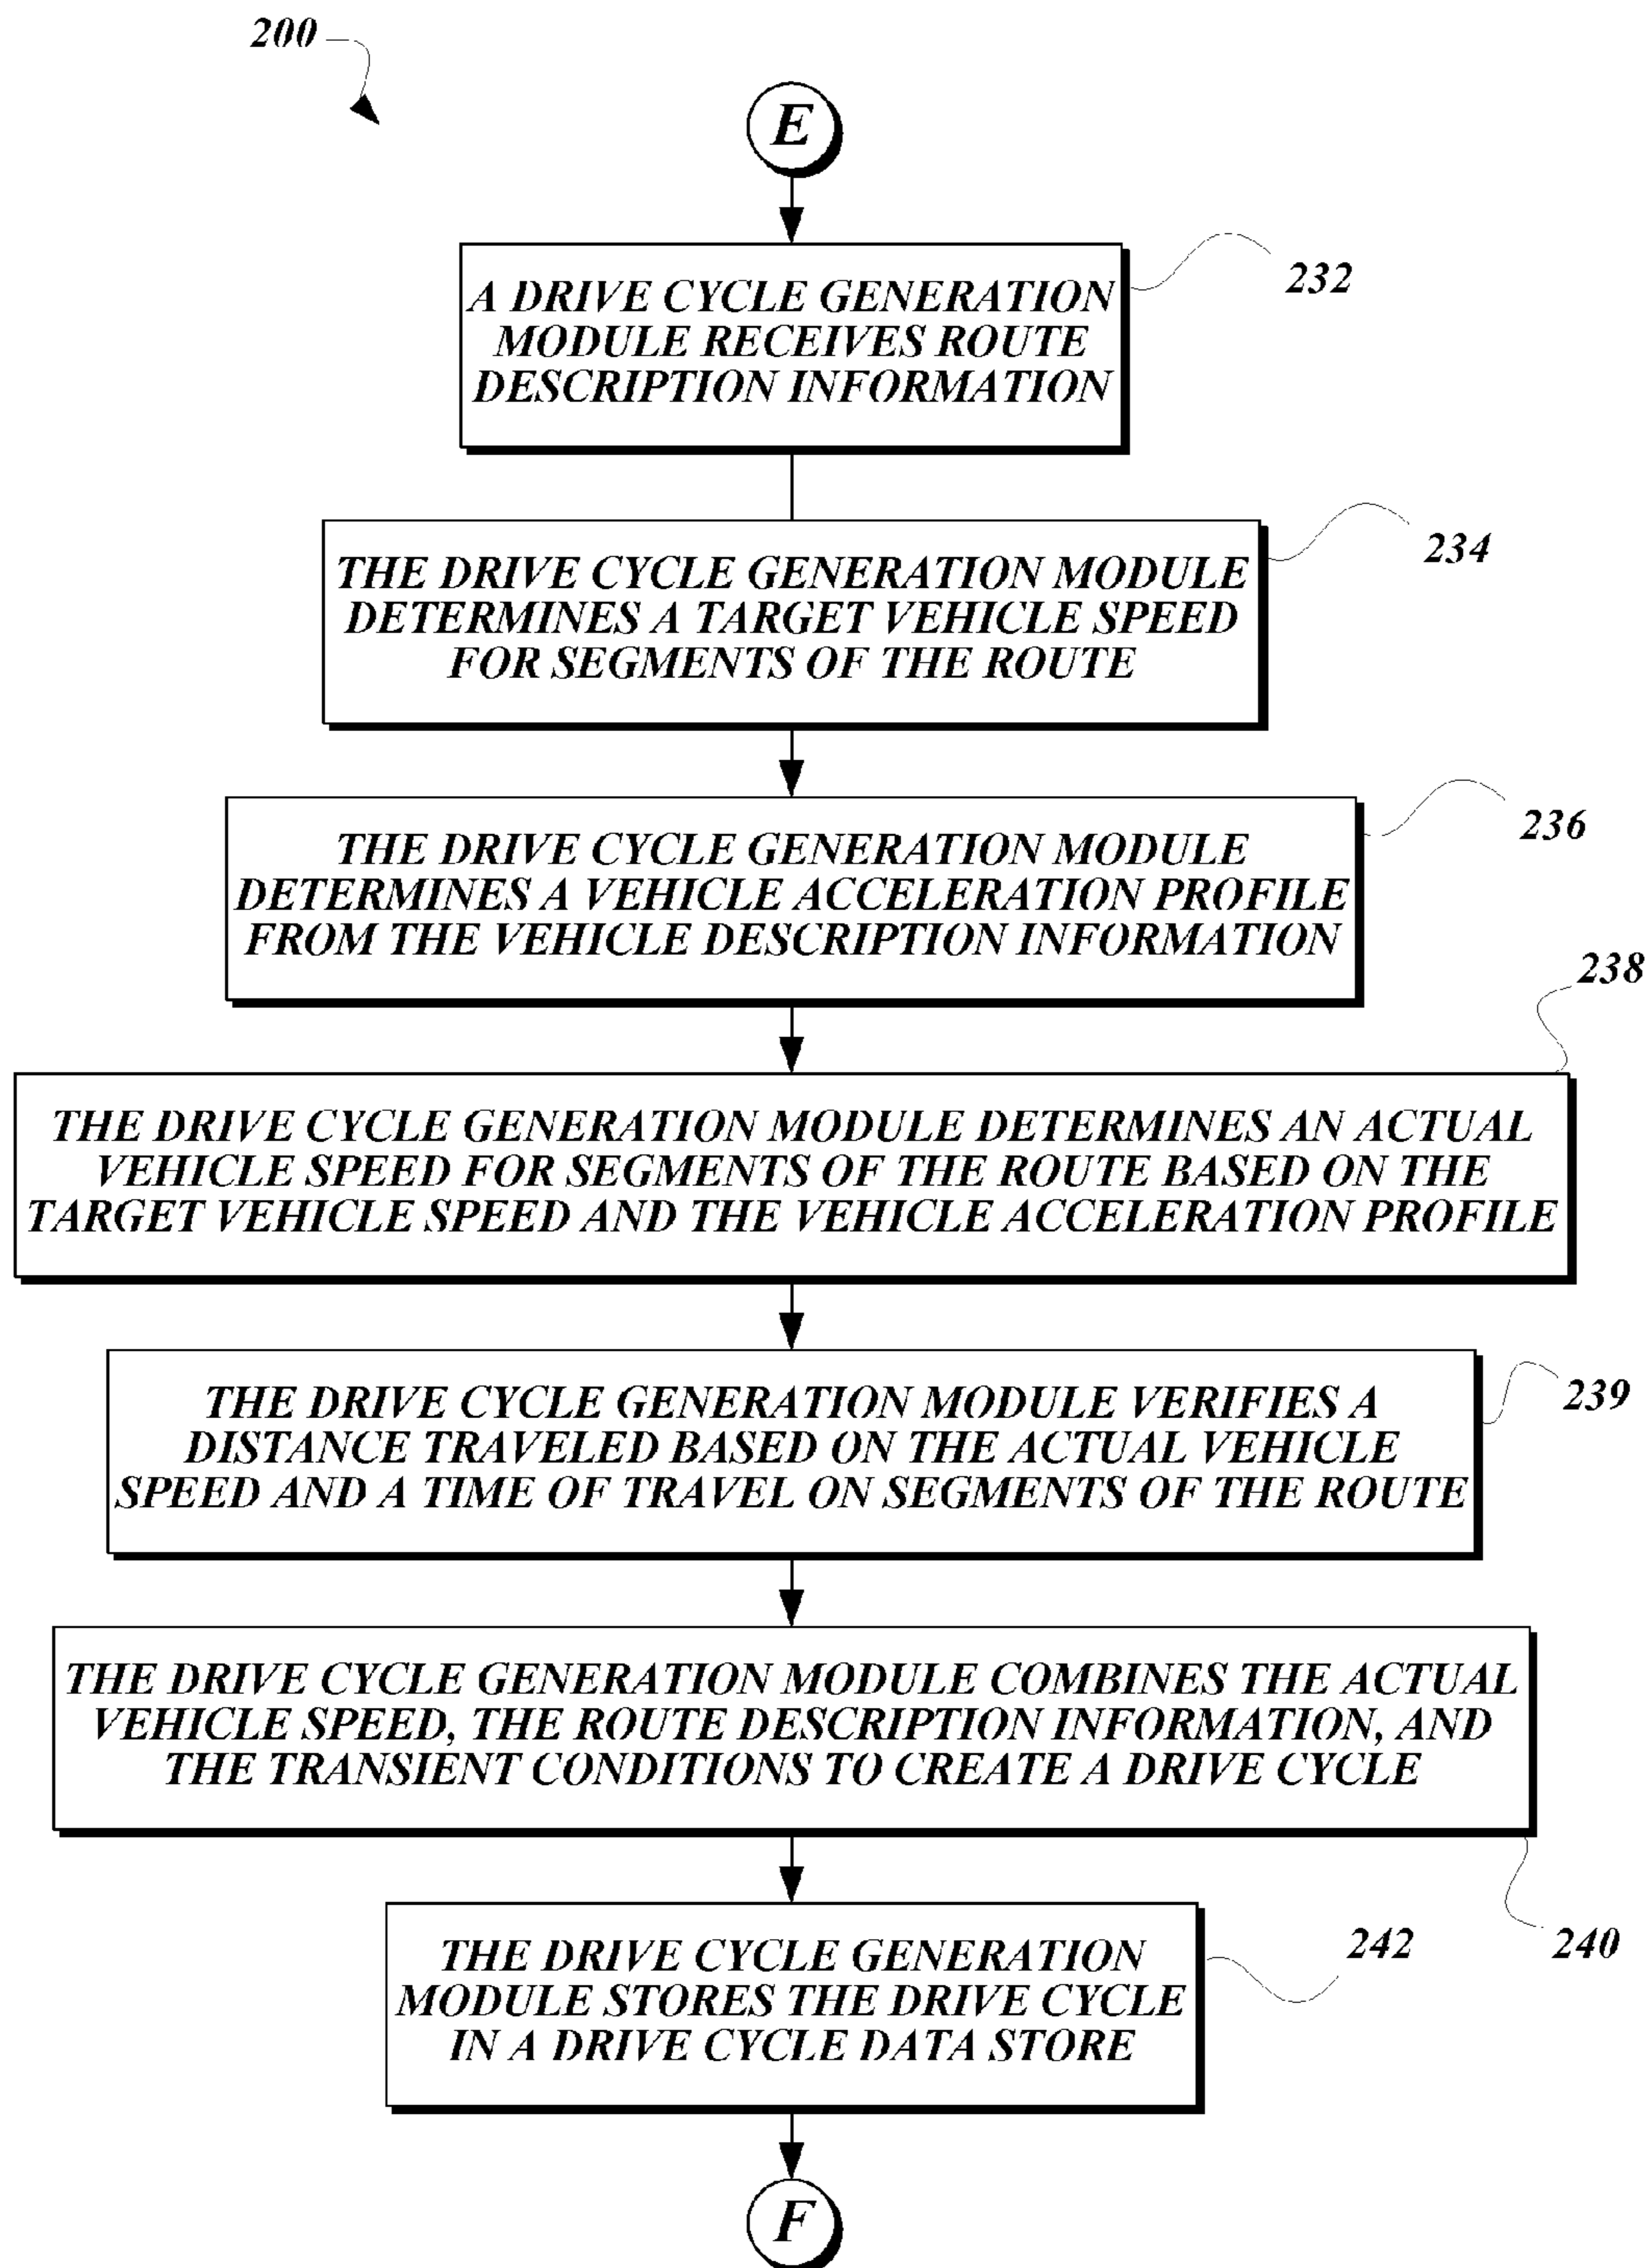 200
E
A DRIVE CYCLE GENERATION
MODULE RECEIVES ROUTE
DESCRIPTION INFORMATION
232
THE DRIVE CYCLE GENERATION MODULE
DETERMINES A TARGET VEHICLE SPEED
FOR SEGMENTS OF THE ROUTE
234
THE DRIVE CYCLE GENERATION MODULE
DETERMINES A VEHICLE ACCELERATION PROFILE
FROM THE VEHICLE DESCRIPTION INFORMATION
236
238
THE DRIVE CYCLE GENERATION MODULE DETERMINES AN ACTUAL
VEHICLE SPEED FOR SEGMENTS OF THE ROUTE BASED ON THE
TARGET VEHICLE SPEED AND THE VEHICLE ACCELERATION PROFILE
THE DRIVE CYCLE GENERATION MODULE VERIFIES A
DISTANCE TRAVELED BASED ON THE ACTUAL VEHICLE
SPEED AND A TIME OF TRAVEL ON SEGMENTS OF THE ROUTE
239
THE DRIVE CYCLE GENERATION MODULE COMBINES THE ACTUAL
VEHICLE SPEED, THE ROUTE DESCRIPTION INFORMATION, AND
THE TRANSIENT CONDITIONS TO CREATE A DRIVE CYCLE
240
THE DRIVE CYCLE GENERATION
MODULE STORES THE DRIVE CYCLE
IN A DRIVE CYCLE DATA STORE
242
F